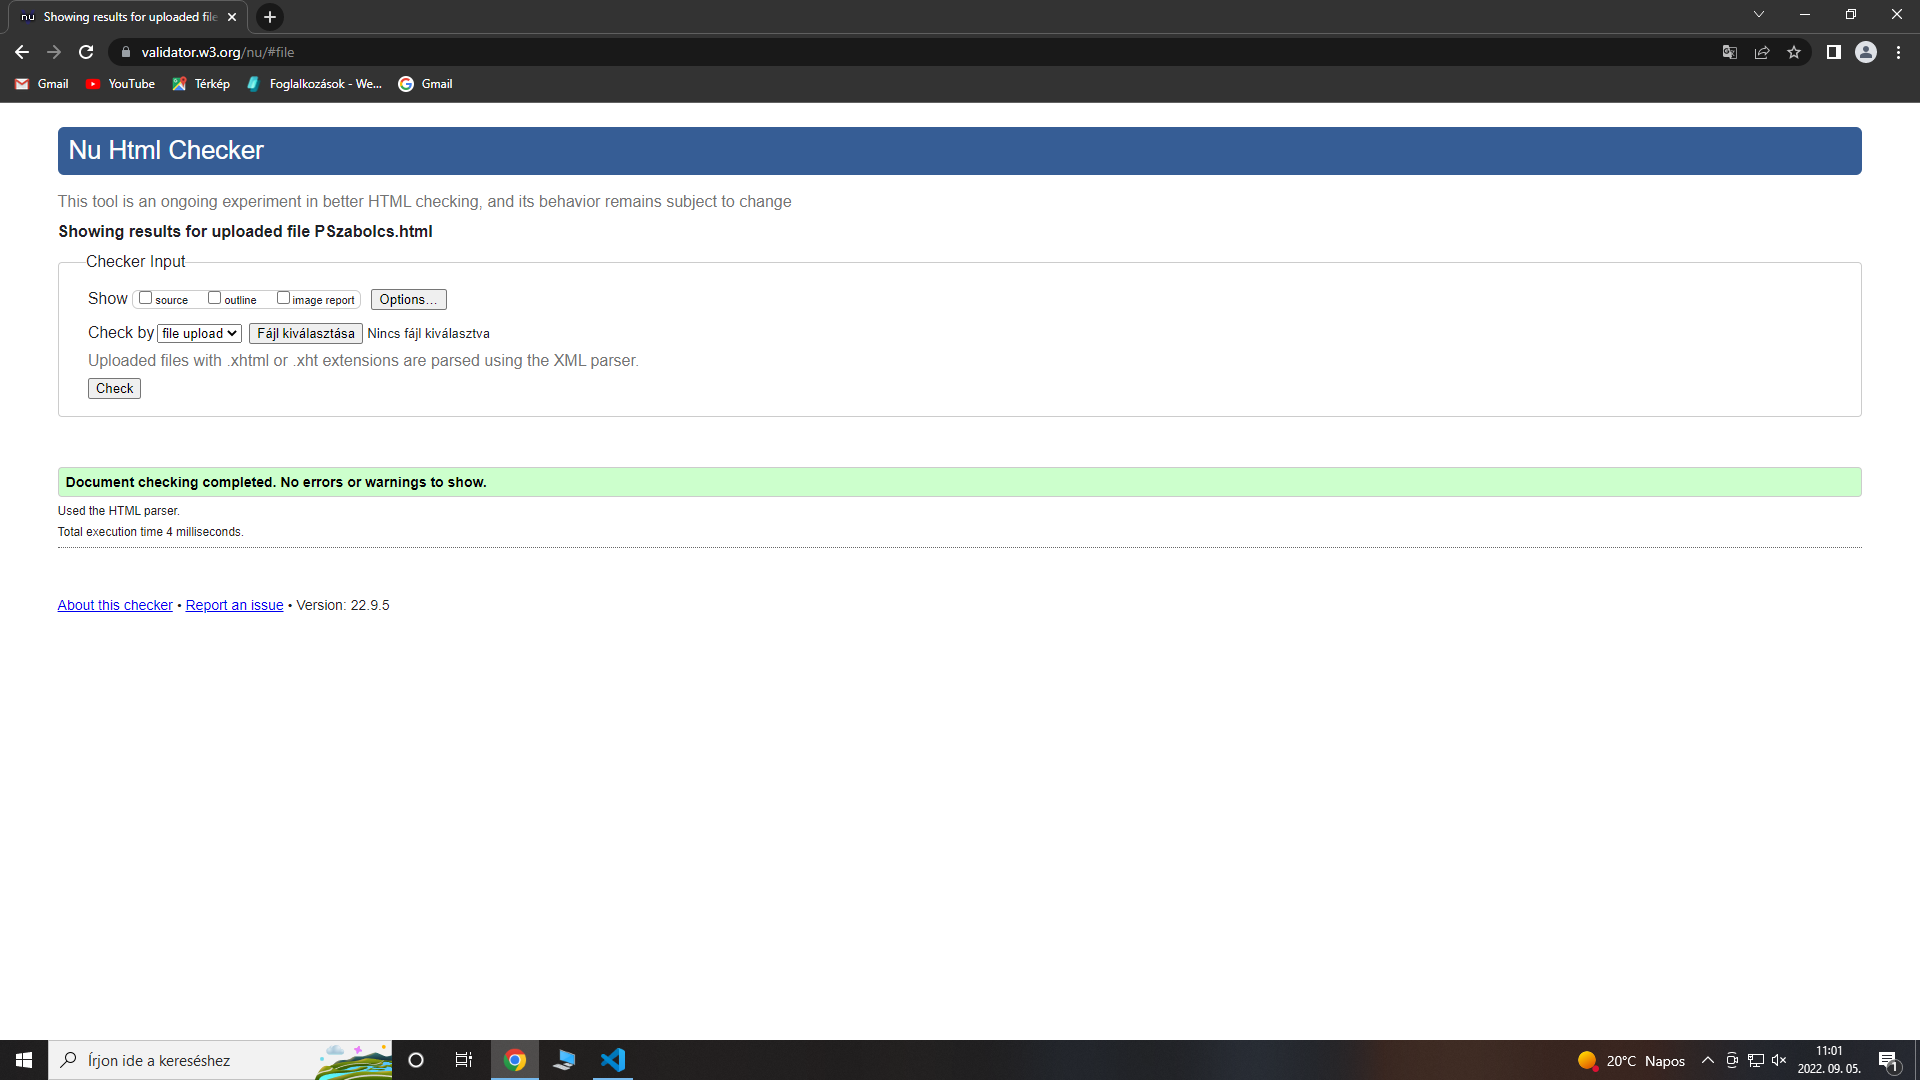 nu Showing results for uploaded file
validator.w3.org/nu/#file
Gmail YouTube Térkép Foglalkozások - We... Gmail
Nu Html Checker
This tool is an ongoing experiment in better HTML checking, and its behavior remains subject to change
Showing results for uploaded file PSzabolcs.html
Checker Input
Show source outline image report Options...
Check by file upload Fájl kiválasztása Nincs fájl kiválasztva
Uploaded files with .xhtml or .xht extensions are parsed using the XML parser.
Check
Document checking completed. No errors or warnings to show.
Used the HTML parser.
Total execution time 4 milliseconds.
About this checker • Report an issue • Version: 22.9.5
Írjon ide a kereséshez
20°C Napos
11:01
2022. 09. 05.
1